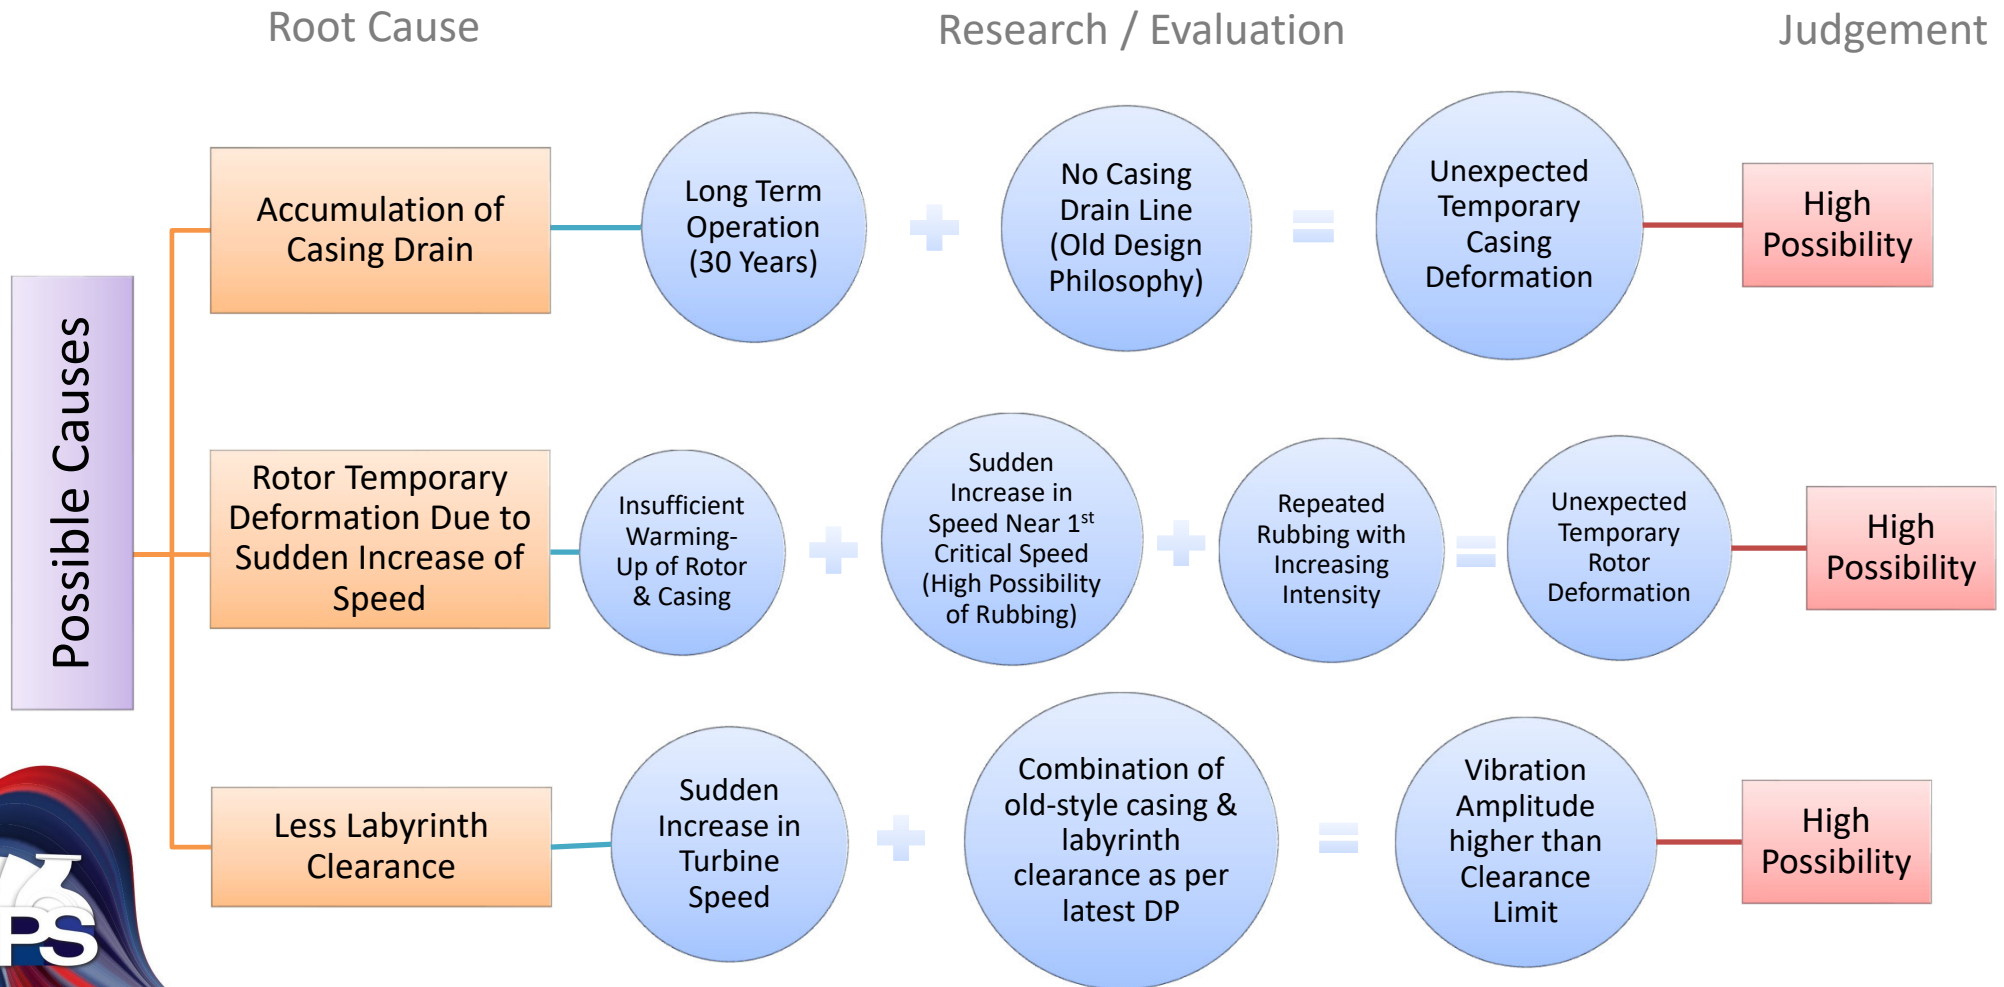 Root Cause
Research / Evaluation
Judgement
Possible Causes
Accumulation of
Casing Drain
Long Term
Operation
(30 Years)
No Casing
Drain Line
(Old Design
Philosophy)
Unexpected
Temporary
Casing
Deformation
High
Possibility
Rotor Temporary
Deformation Due to
Sudden Increase of
Speed
Insufficient
Warming-
Up of Rotor
& Casing
Sudden
Increase in
Speed Near 1st
Critical Speed
(High Possibility
of Rubbing)
Repeated
Rubbing with
Increasing
Intensity
Unexpected
Temporary
Rotor
Deformation
High
Possibility
Less Labyrinth
Clearance
Sudden
Increase in
Turbine
Speed
Combination of
old-style casing &
labyrinth
clearance as per
latest DP
Vibration
Amplitude
higher than
Clearance
Limit
High
Possibility
PS